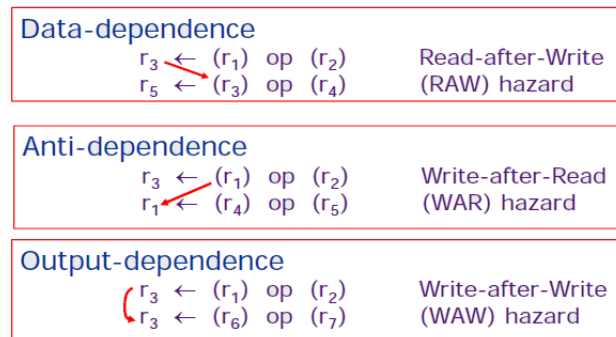 Data-dependence
r₃ ← (r₁) op (r₂) Read-after-Write
r₅ ← (r₃) op (r₄) (RAW) hazard
Anti-dependence
r₃ ← (r₁) op (r₂) Write-after-Read
r₁ ← (r₄) op (r₅) (WAR) hazard
Output-dependence
r₃ ← (r₁) op (r₂) Write-after-Write
r₃ ← (r₆) op (r₇) (WAW) hazard